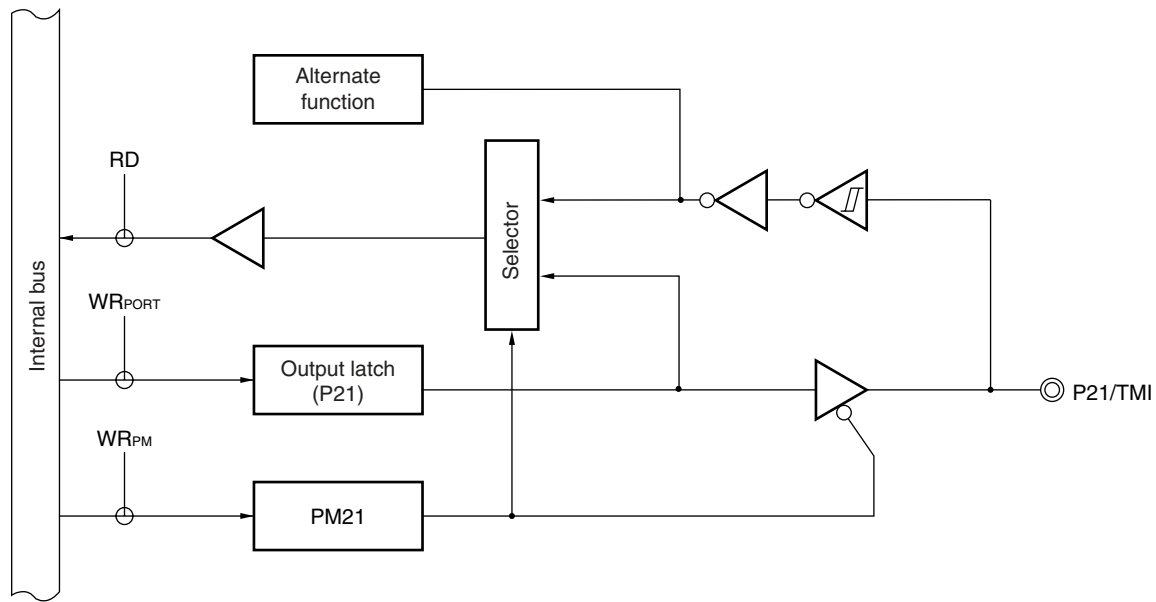 Alternate
function
RD
Selector
Internal bus
WRPORT
Output latch
(P21)
P21/TMI
WRPM
PM21